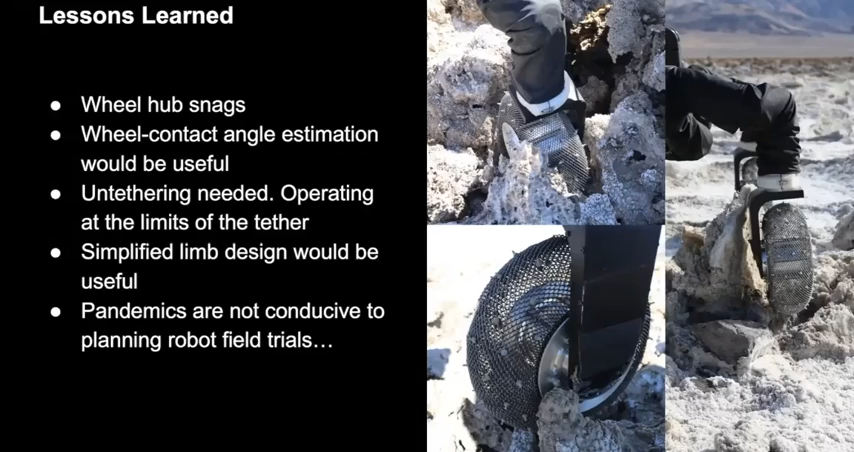 Lessons Learned
● Wheel hub snags
● Wheel-contact angle estimation
would be useful
● Untethering needed. Operating
at the limits of the tether
● Simplified limb design would be
useful
● Pandemics are not conducive to
planning robot field trials…